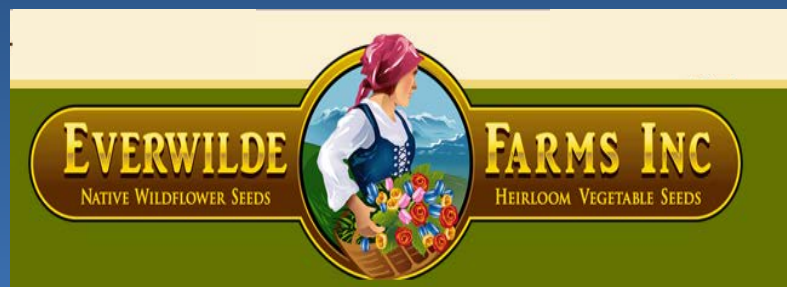 EVERWILDE
NATIVE WILDFLOWER SEEDS
FARMS INC
HEIRLOOM VEGETABLE SEEDS